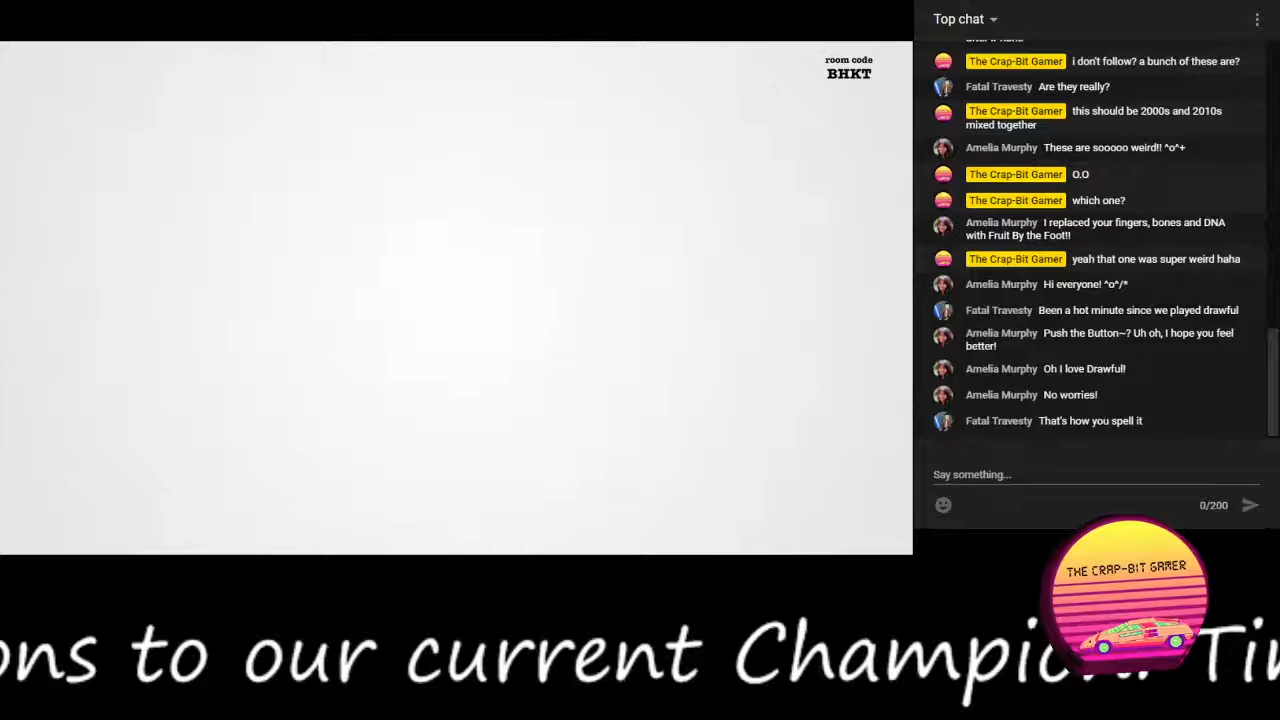 Top chat
room code
BHKT
The Crap-Bit Gamer i don't follow? a bunch of these are?
Fatal Travesty Are they really?
The Crap-Bit Gamer this should be 2000s and 2010s
mixed together
Amelia Murphy These are sooooo weird!! ^o^+
The Crap-Bit Gamer O.O
The Crap-Bit Gamer which one?
Amelia Murphy I replaced your fingers, bones and DNA
with Fruit By the Foot!!
The Crap-Bit Gamer yeah that one was super weird haha
Amelia Murphy Hi everyone! ^o^/*
Fatal Travesty Been a hot minute since we played drawful
Amelia Murphy Push the Button~? Uh oh, I hope you feel
better!
Amelia Murphy Oh I love Drawful!
Amelia Murphy No worries!
Fatal Travesty That's how you spell it
Say something...
0/200
THE CRAP-BIT GAMER
ons to our current Champion